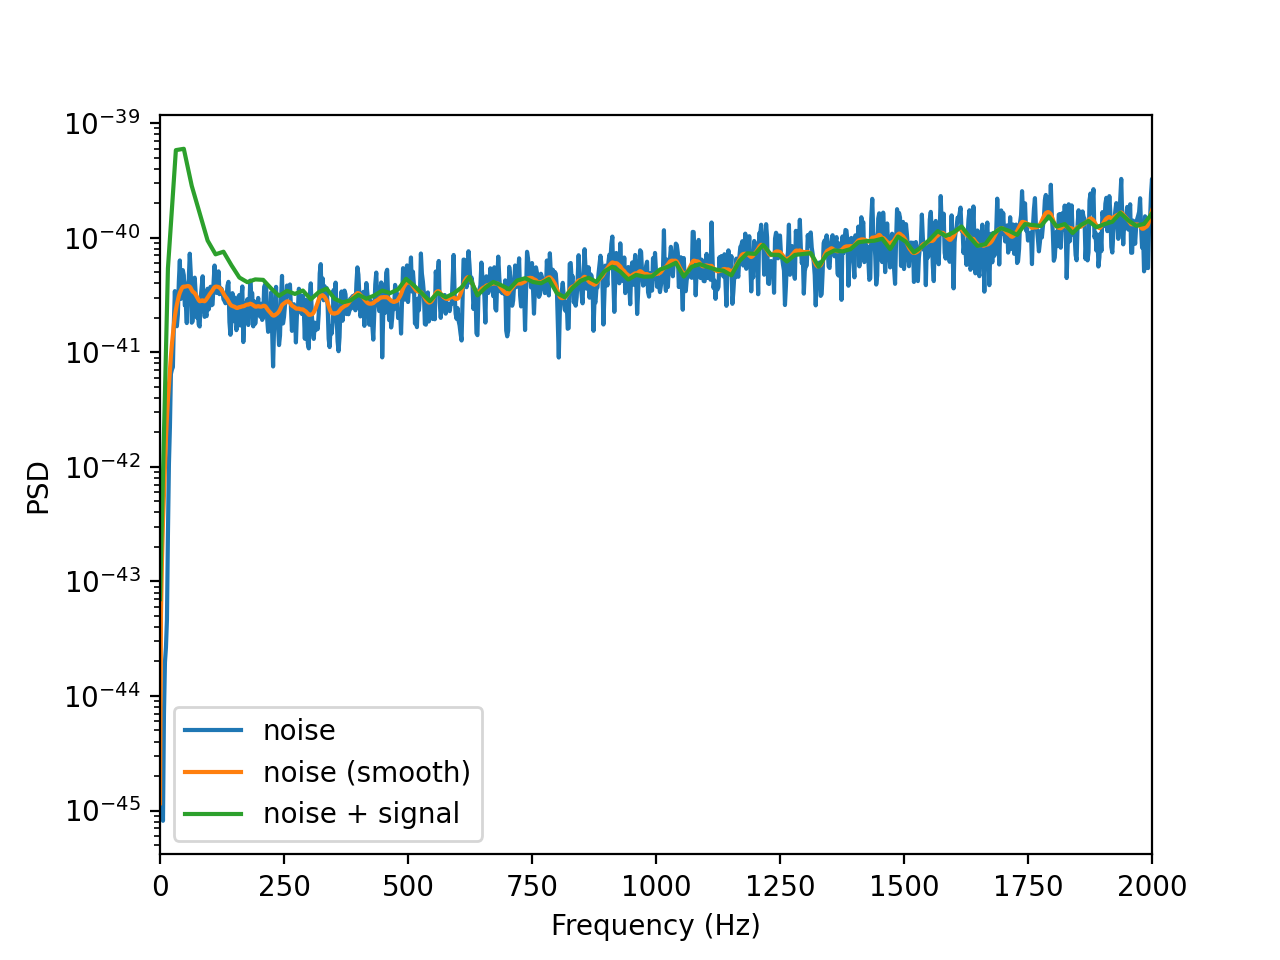 10⁻³⁹
10⁻⁴⁰
10⁻⁴¹
10⁻⁴²
10⁻⁴³
10⁻⁴⁴
10⁻⁴⁵
PSD
noise
noise (smooth)
noise + signal
0 250 500 750 1000 1250 1500 1750 2000
Frequency (Hz)